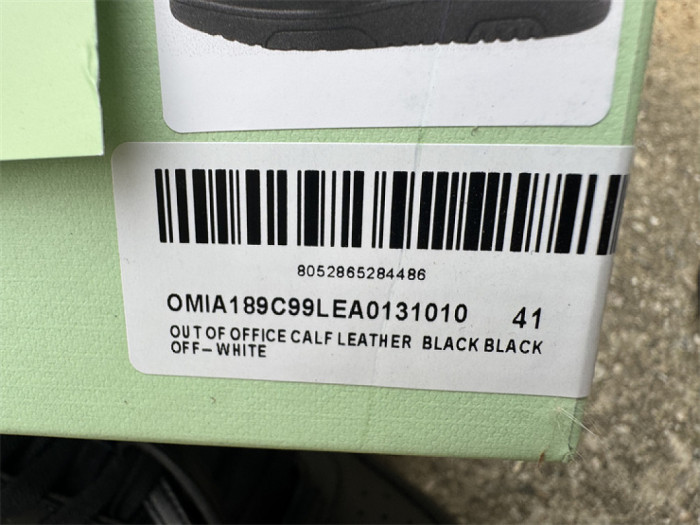 8052865284486
OMIA189C99LEA0131010 41
OUT OF OFFICE CALF LEATHER BLACK BLACK
OFF-WHITE